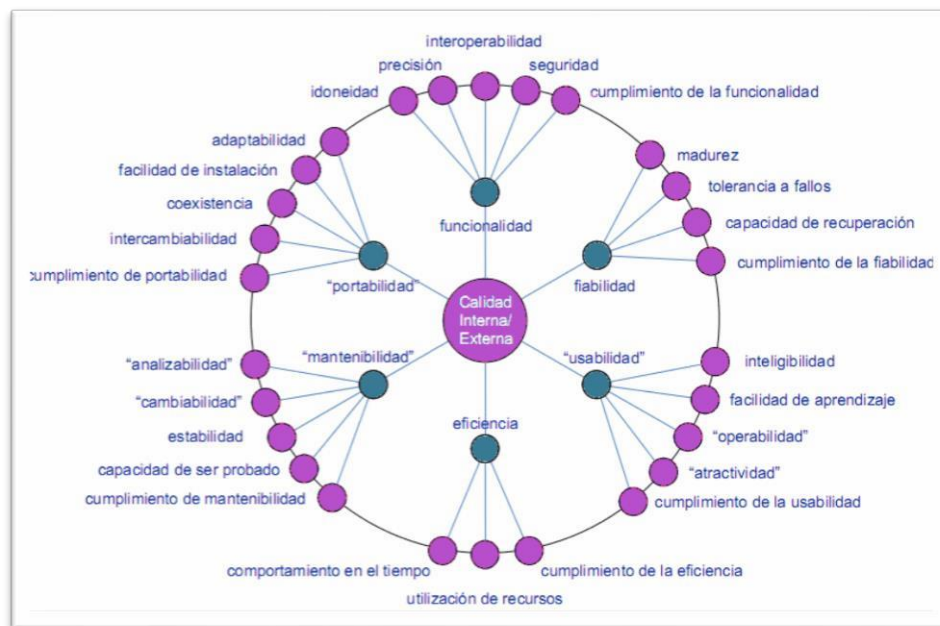 interoperabilidad
precisión
seguridad
idoneidad
cumplimiento de la funcionalidad
adaptabilidad
madurez
facilidad de instalación
tolerancia a fallos
coexistencia
capacidad de recuperación
funcionalidad
intercambiabilidad
cumplimiento de la fiabilidad
cumplimiento de portabilidad
"portabilidad"
fiabilidad
Calidad
Interna/
Externa
"mantenibilidad"
"usabilidad"
"analizabilidad"
inteligibilidad
"cambiabilidad"
facilidad de aprendizaje
eficiencia
estabilidad
"operabilidad"
capacidad de ser probado
"atractividad"
cumplimiento de mantenibilidad
cumplimiento de la usabilidad
comportamiento en el tiempo
cumplimiento de la eficiencia
utilización de recursos